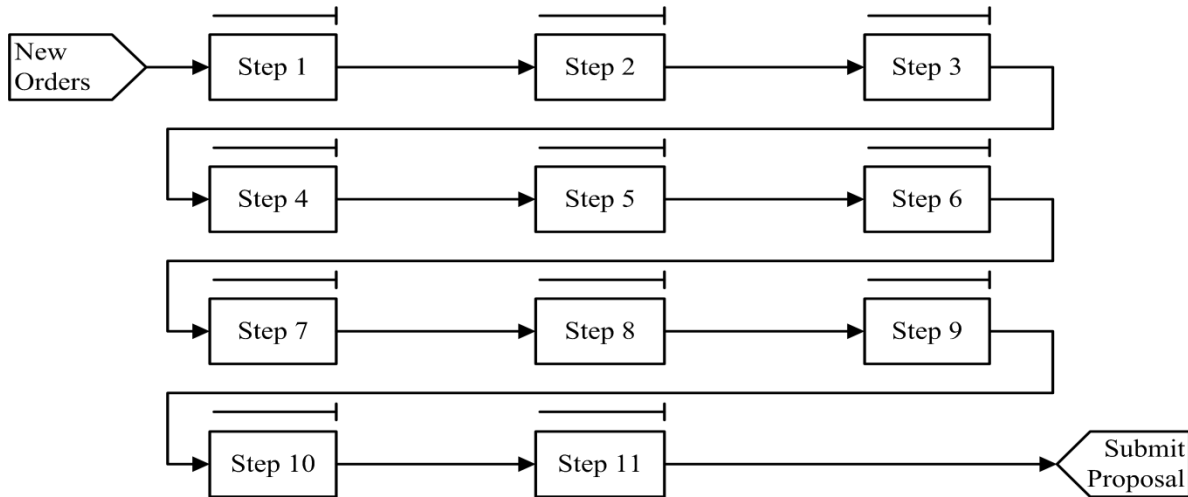 New
Orders
Step 1
Step 2
Step 3
Step 4
Step 5
Step 6
Step 7
Step 8
Step 9
Step 10
Step 11
Submit
Proposal